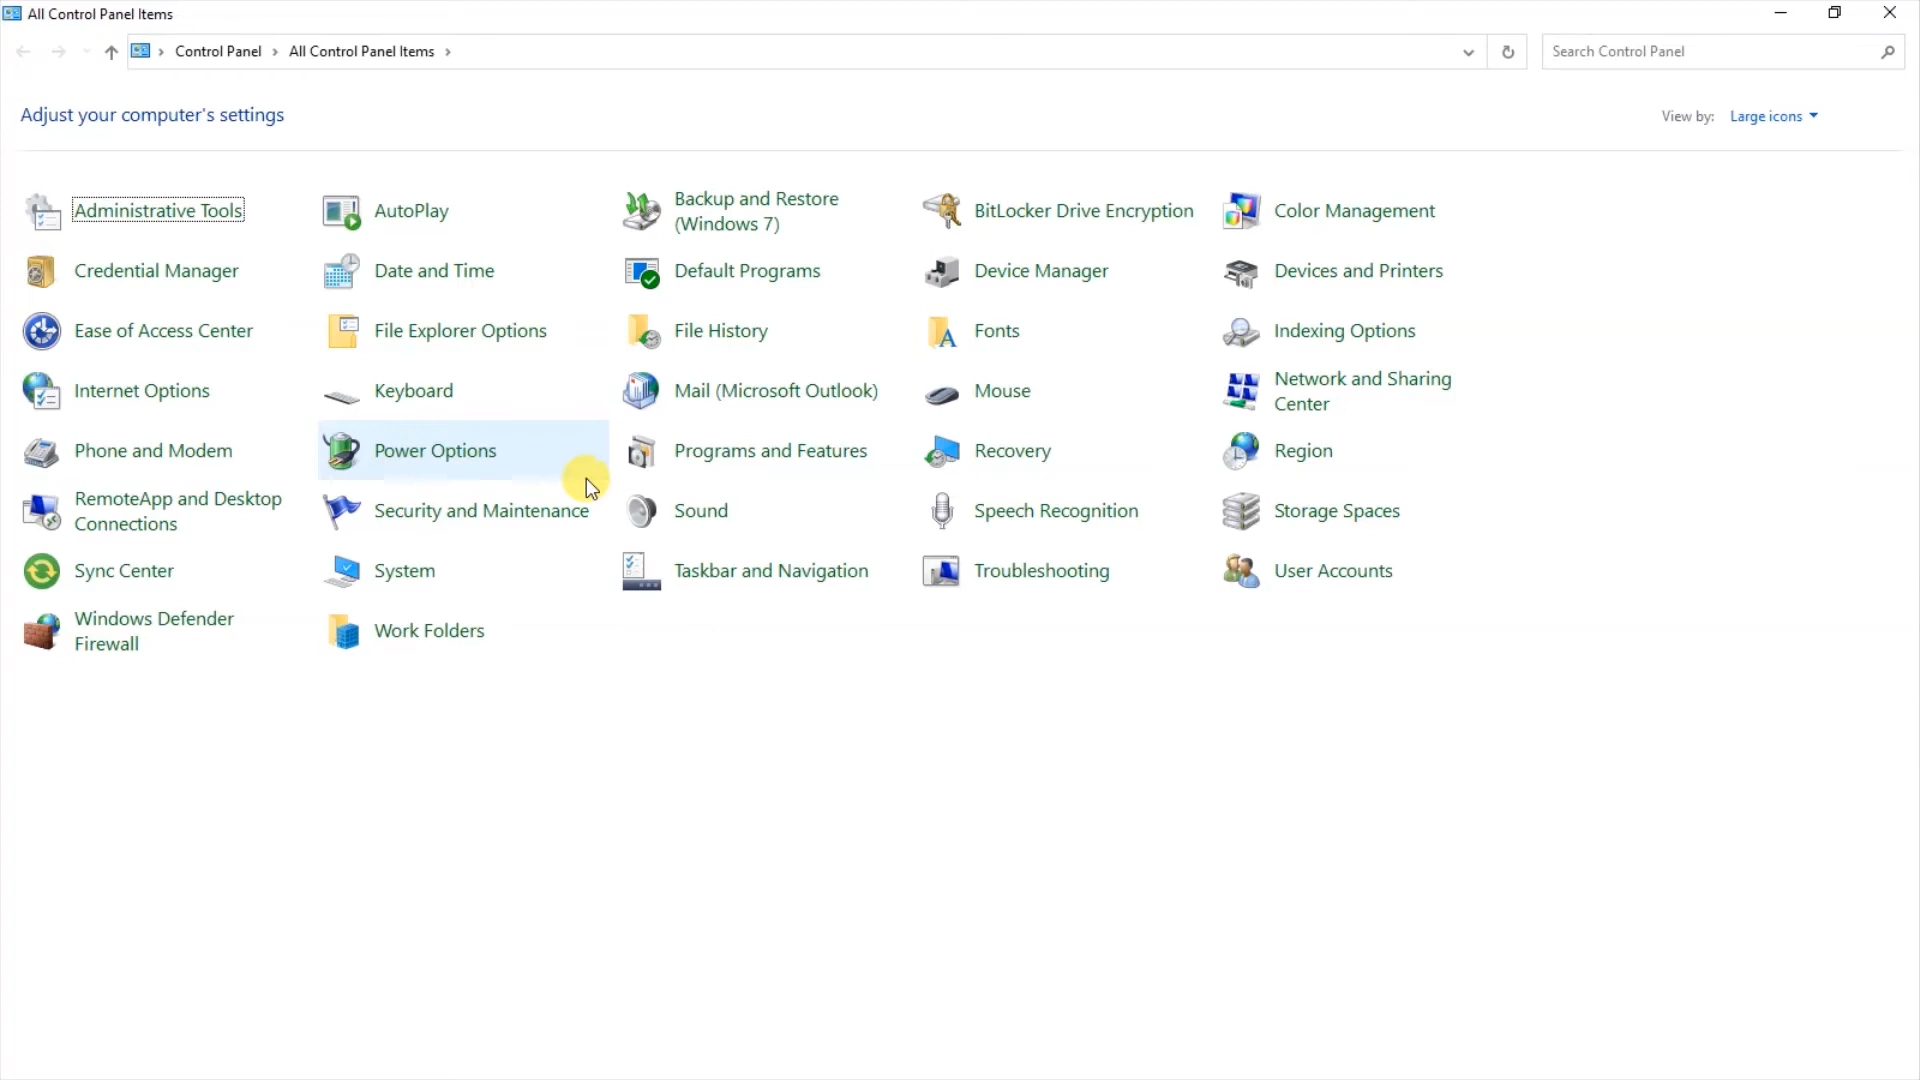 All Control Panel Items
Control Panel All Control Panel Items
Search Control Panel
Adjust your computer's settings
View by: Large icons
Administrative Tools
AutoPlay
Backup and Restore
(Windows 7)
BitLocker Drive Encryption
Color Management
Credential Manager
Date and Time
Default Programs
Device Manager
Devices and Printers
Ease of Access Center
File Explorer Options
File History
Fonts
Indexing Options
Internet Options
Keyboard
Mail (Microsoft Outlook)
Mouse
Network and Sharing
Center
Phone and Modem
Power Options
Programs and Features
Recovery
Region
RemoteApp and Desktop
Connections
Security and Maintenance
Sound
Speech Recognition
Storage Spaces
Sync Center
System
Taskbar and Navigation
Troubleshooting
User Accounts
Windows Defender
Firewall
Work Folders